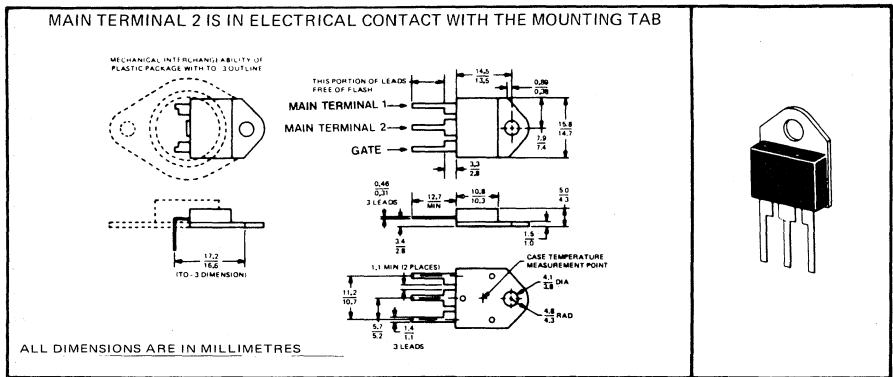 MAIN TERMINAL 2 IS IN ELECTRICAL CONTACT WITH THE MOUNTING TAB
MECHANICAL INTERCHANGEABILITY OF
PLASTIC PACKAGE WITH TO 3 OUTLINE
THIS PORTION OF LEADS
FREE OF FLASH
14,5
13,5
0,89
0,38
MAIN TERMINAL 1
MAIN TERMINAL 2
GATE
15,8
14,7
7,9
7,4
3,3
2,8
0,46
0,31
3 LEADS
12,7
MIN
10,8
10,3
5,0
4,3
3,4
2,8
1,5
1,0
17,2
16,6
(TO-3 DIMENSION)
1,1 MIN (2 PLACES)
CASE TEMPERATURE
MEASUREMENT POINT
4,1
3,8 DIA
4,8
4,3 RAD
11,2
10,7
5,7
5,2
1,4
1,1
3 LEADS
ALL DIMENSIONS ARE IN MILLIMETRES